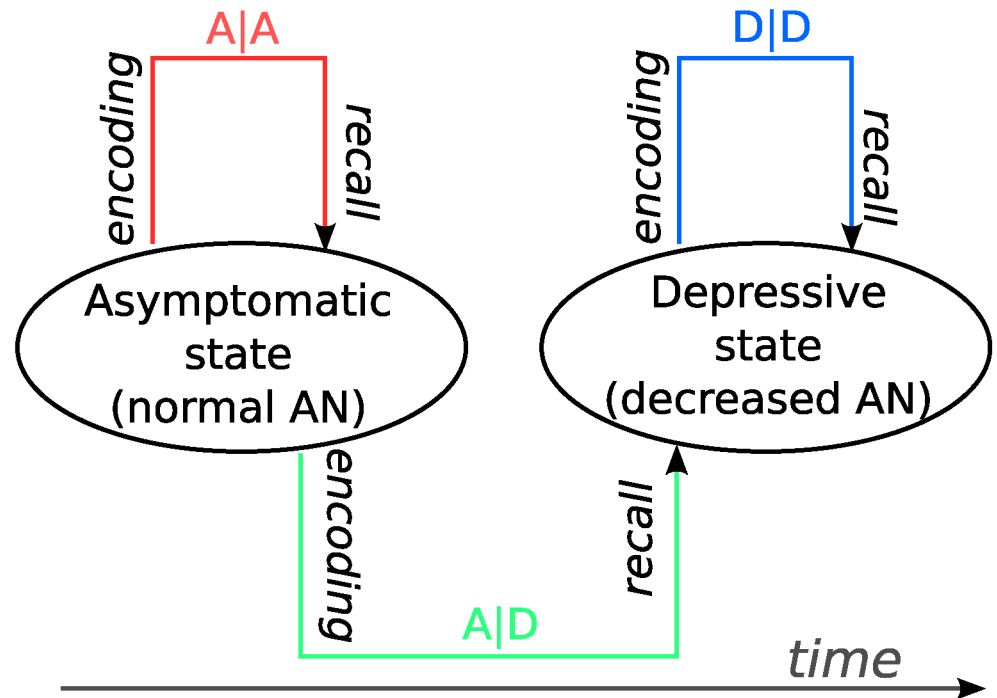 A|A
D|D
encoding
recall
encoding
recall
Asymptomatic
state
(normal AN)
Depressive
state
(decreased AN)
encoding
recall
A|D
time